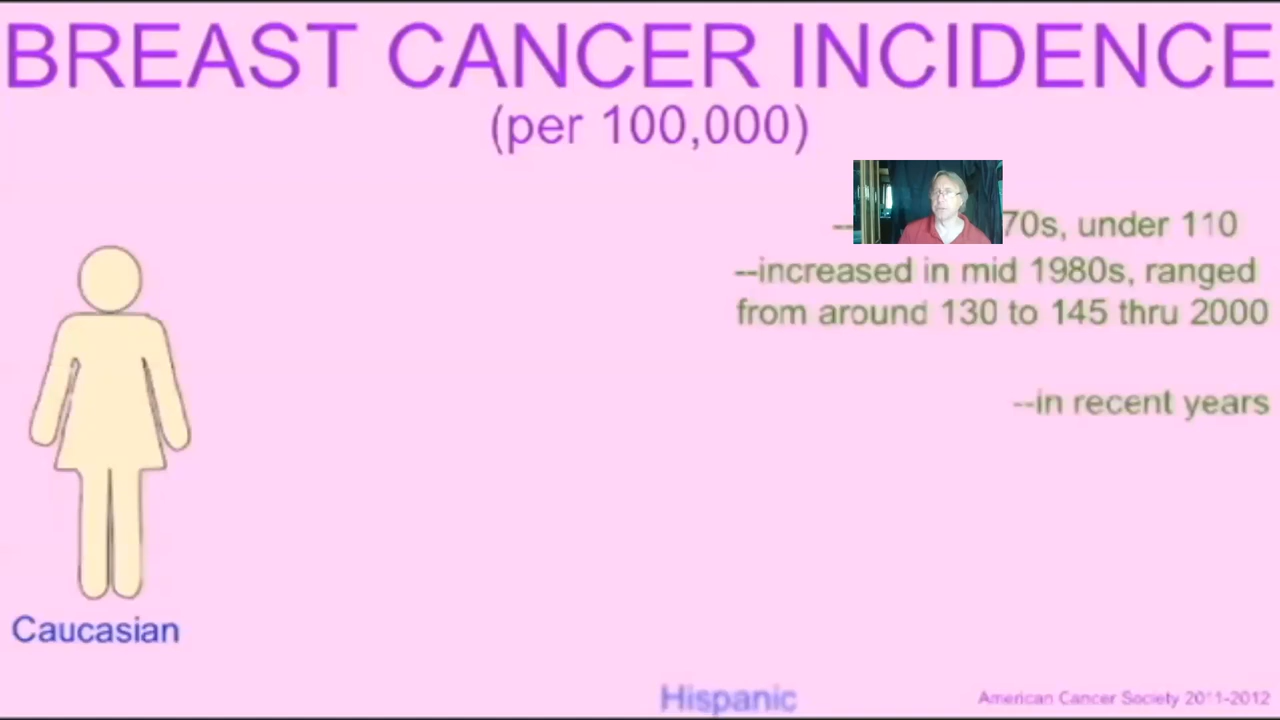 BREAST CANCER INCIDENCE
(per 100,000)
-- 70s, under 110
--increased in mid 1980s, ranged
from around 130 to 145 thru 2000
--in recent years
Caucasian
Hispanic
American Cancer Society 2011-2012